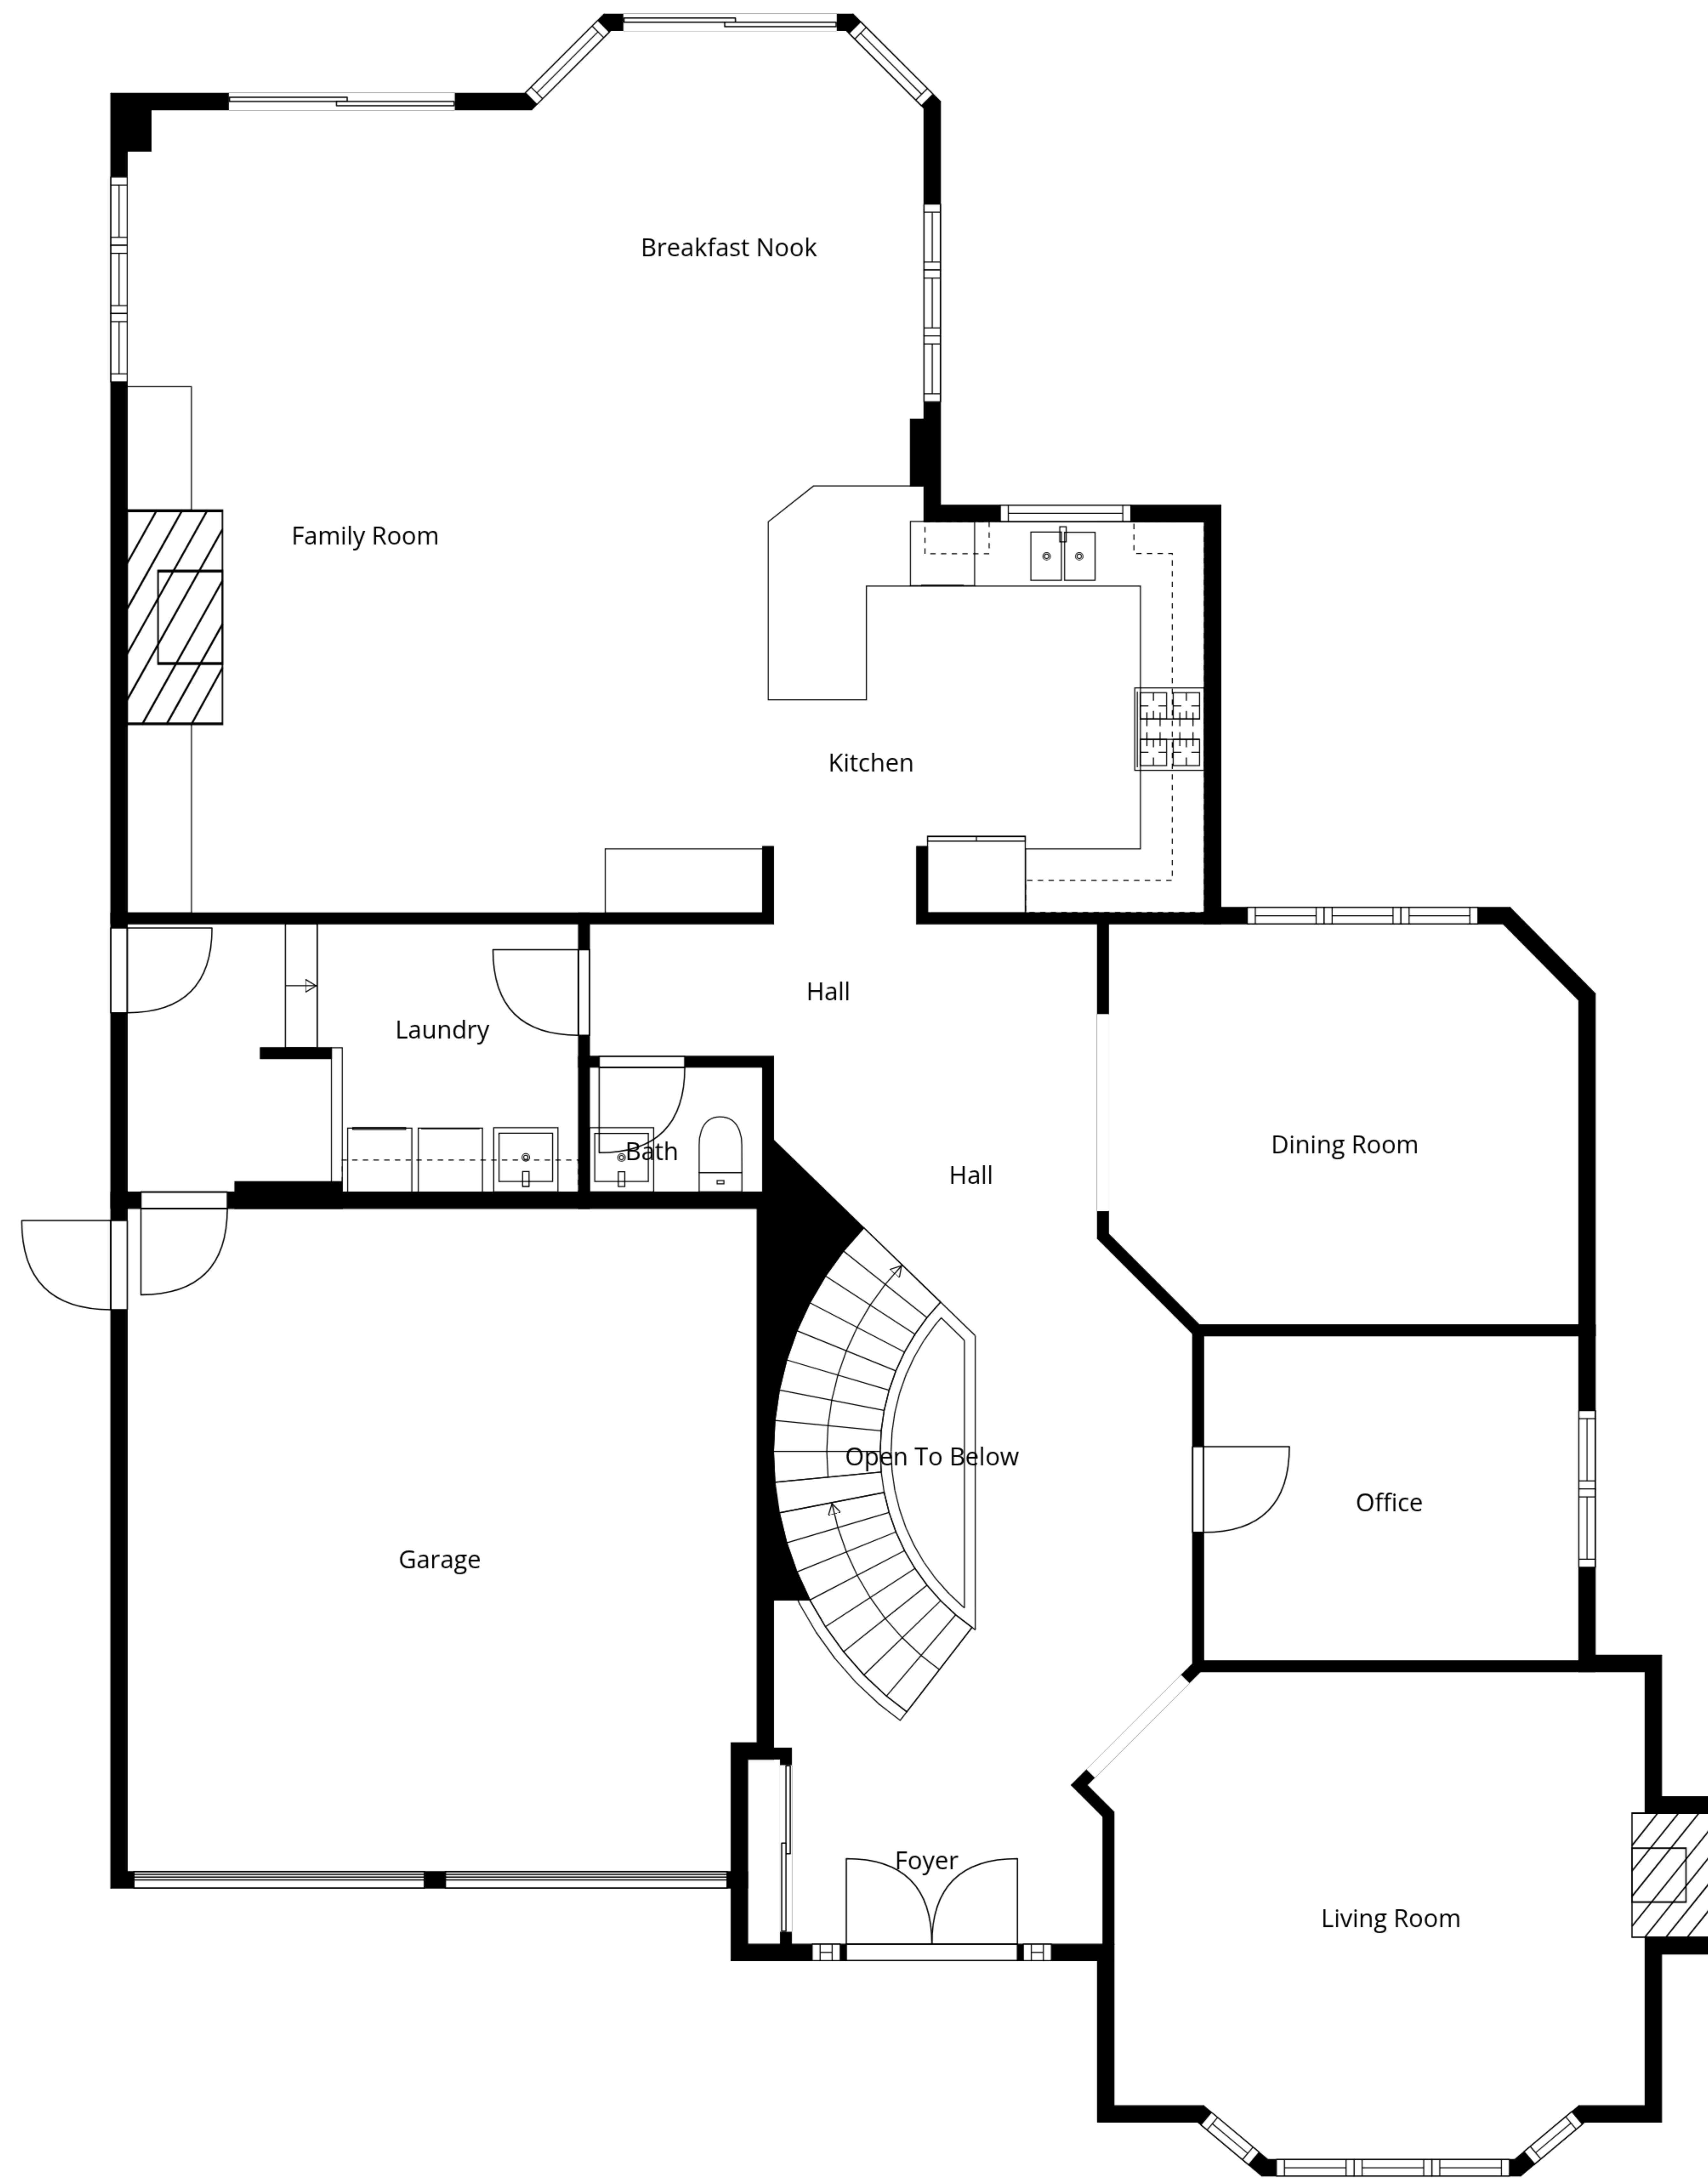 Breakfast Nook
Family Room
Kitchen
Hall
Laundry
Dining Room
Bath
Hall
Open To Below
Office
Garage
Foyer
Living Room